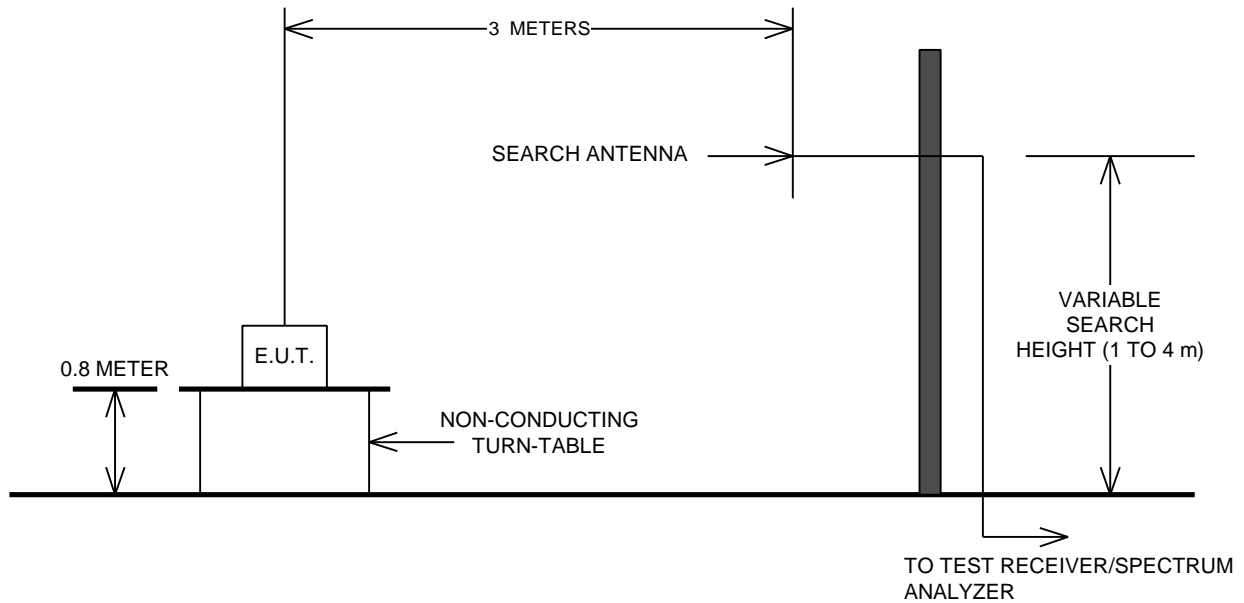 3 METERS
SEARCH ANTENNA
VARIABLE
SEARCH
HEIGHT (1 TO 4 m)
E.U.T.
0.8 METER
NON-CONDUCTING
TURN-TABLE
TO TEST RECEIVER/SPECTRUM
ANALYZER